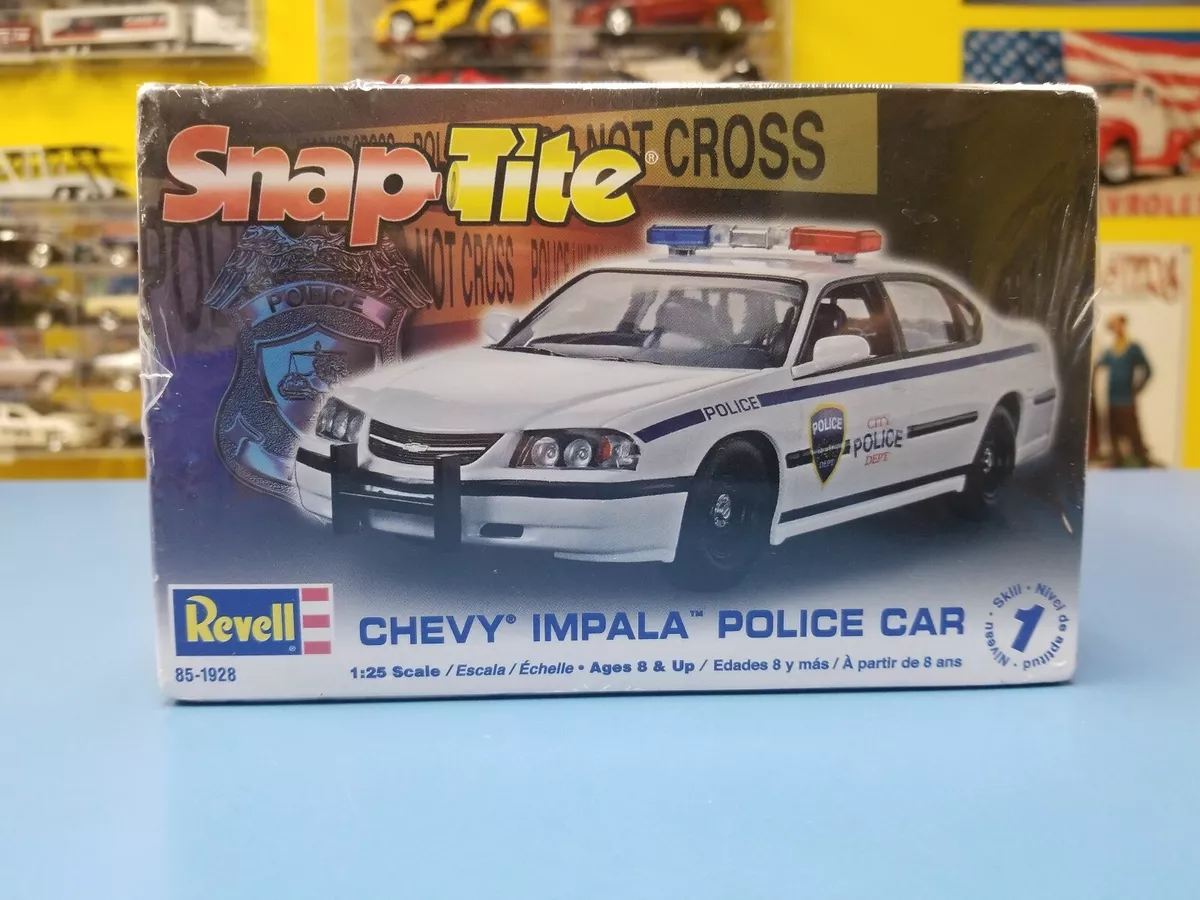 Snap-Tite®
NOT CROSS
NOT CROSS
POLICE
POLICE
POLICE
DEPT
CITY
POLICE
DEPT
Revell
85-1928
CHEVY® IMPALA™ POLICE CAR
1:25 Scale / Escala / Échelle • Ages 8 & Up / Edades 8 y más / À partir de 8 ans
Skill • Nivel de aptitud • Niveau
1